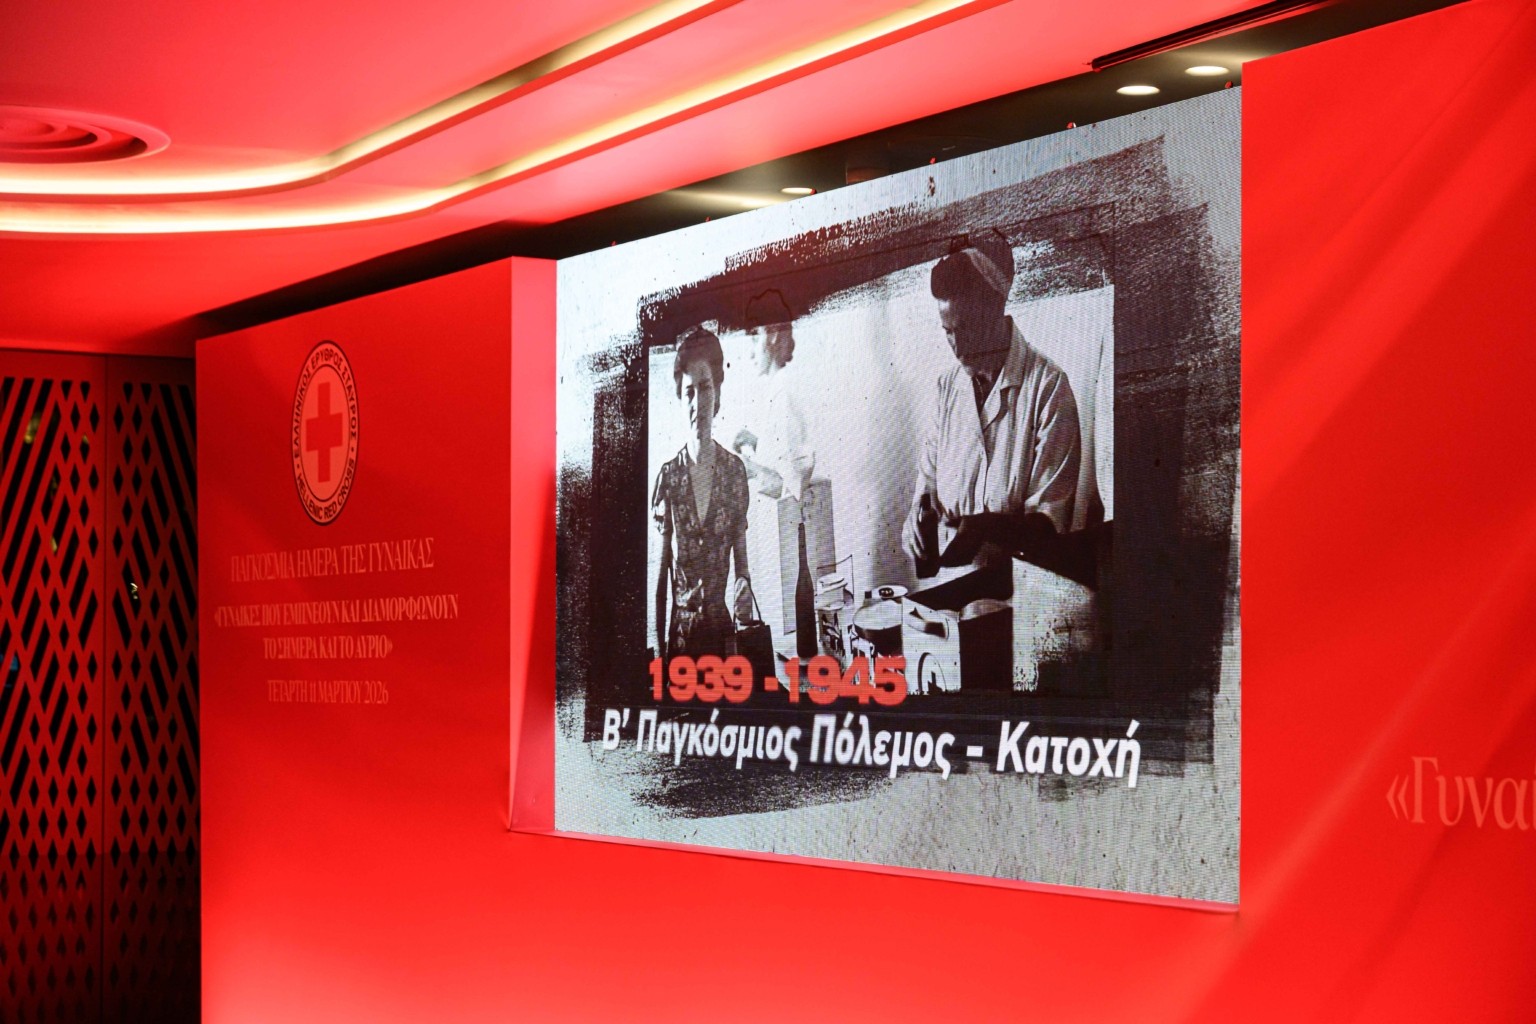 ΕΛΛΗΝΙΚΟΣ ΕΡΥΘΡΟΣ ΣΤΑΥΡΟΣ
HELLENIC RED CROSS
ΠΑΓΚΟΣΜΙΑ ΗΜΕΡΑ ΤΗΣ ΓΥΝΑΙΚΑΣ
«ΓΥΝΑΙΚΕΣ ΠΟΥ ΕΜΠΝΕΟΥΝ ΚΑΙ ΔΙΑΜΟΡΦΩΝΟΥΝ
ΤΟ ΣΗΜΕΡΑ ΚΑΙ ΤΟ ΑΥΡΙΟ»
ΤΕΤΑΡΤΗ 11 ΜΑΡΤΙΟΥ 2026
1939 - 1945
Β' Παγκόσμιος Πόλεμος - Κατοχή
«Γυνα